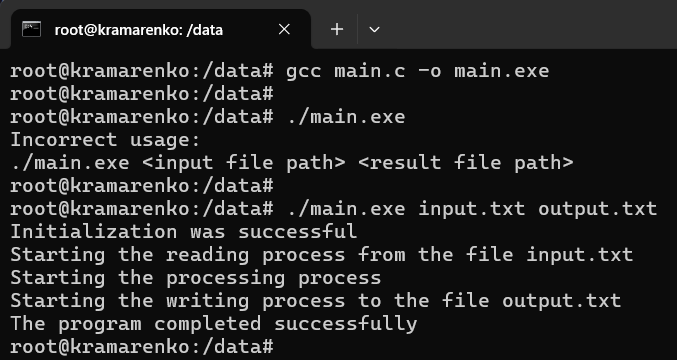 root@kramarenko: /data
root@kramarenko:/data# gcc main.c -o main.exe
root@kramarenko:/data#
root@kramarenko:/data# ./main.exe
Incorrect usage:
./main.exe <input file path> <result file path>
root@kramarenko:/data#
root@kramarenko:/data# ./main.exe input.txt output.txt
Initialization was successful
Starting the reading process from the file input.txt
Starting the processing process
Starting the writing process to the file output.txt
The program completed successfully
root@kramarenko:/data#